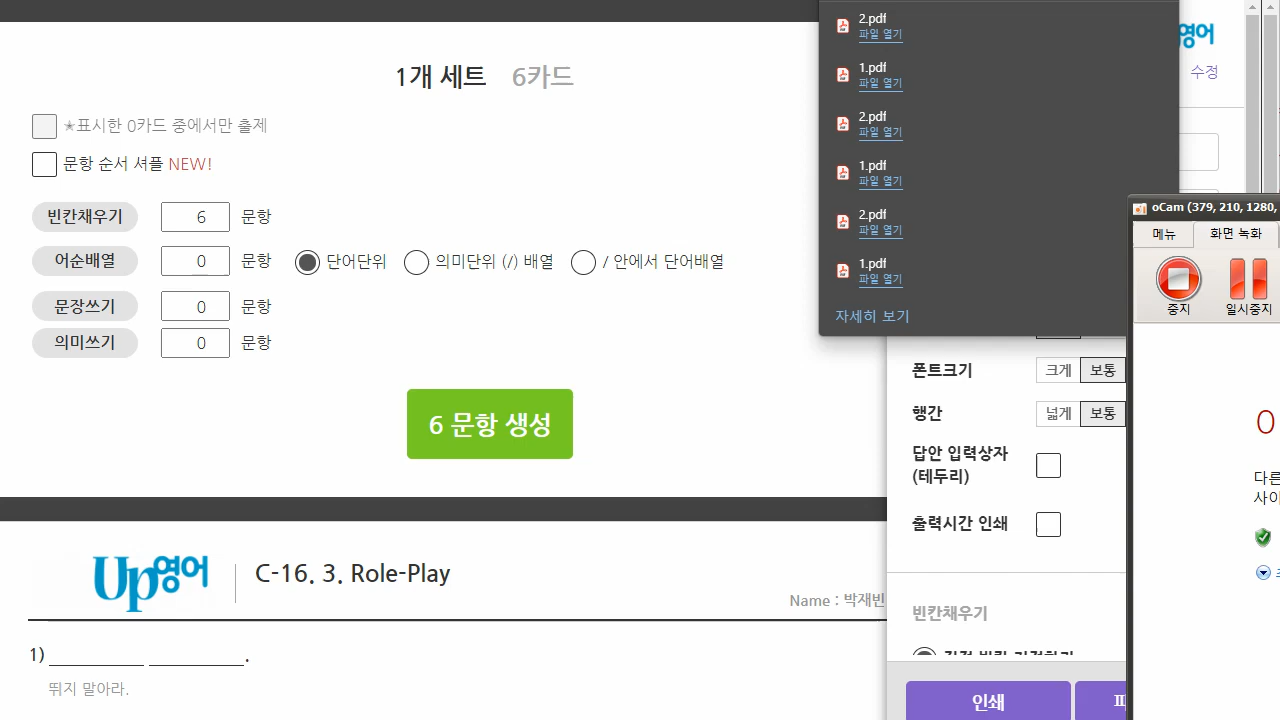 1개 세트 6카드
★표시한 0카드 중에서만 출제
문항 순서 셔플 NEW!
빈칸채우기 6 문항
어순배열 0 문항 단어단위 의미단위 (/) 배열 / 안에서 단어배열
문장쓰기 0 문항
의미쓰기 0 문항
6 문항 생성
Up영어
C-16. 3. Role-Play
Name : 박재빈
1) ____________ ____________.
뛰지 말아라.
2.pdf
파일 열기
1.pdf
파일 열기
2.pdf
파일 열기
1.pdf
파일 열기
2.pdf
파일 열기
1.pdf
파일 열기
자세히 보기
영어
수정
폰트크기 크게 보통
행간 넓게 보통
답안 입력상자
(테두리)
출력시간 인쇄
빈칸채우기
인쇄
oCam (379, 210, 1280,
메뉴 화면 녹화
중지 일시중지
다른
사이